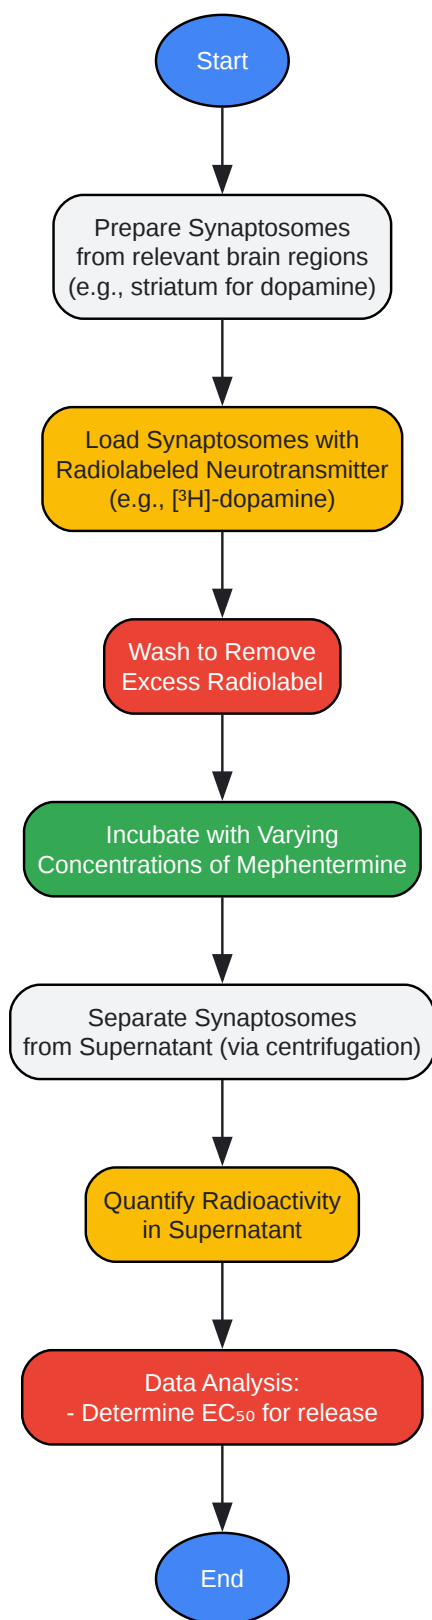 Start
Prepare Synaptosomes
from relevant brain regions
(e.g., striatum for dopamine)
Load Synaptosomes with
Radiolabeled Neurotransmitter
(e.g., [³H]-dopamine)
Wash to Remove
Excess Radiolabel
Incubate with Varying
Concentrations of Mephentermine
Separate Synaptosomes
from Supernatant (via centrifugation)
Quantify Radioactivity
in Supernatant
Data Analysis:
- Determine EC₅₀ for release
End